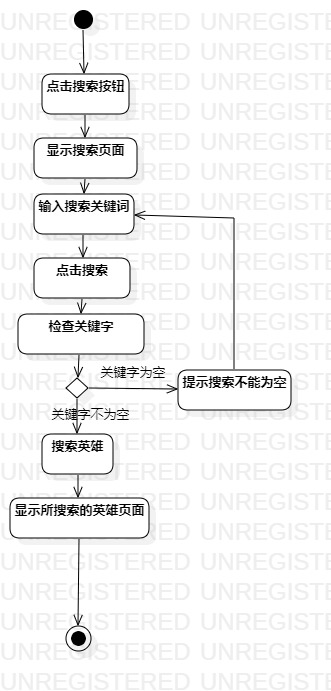 点击搜索按钮
显示搜索页面
输入搜索关键词
点击搜索
检查关键字
关键字为空
提示搜索不能为空
关键字不为空
搜索英雄
显示所搜索的英雄页面